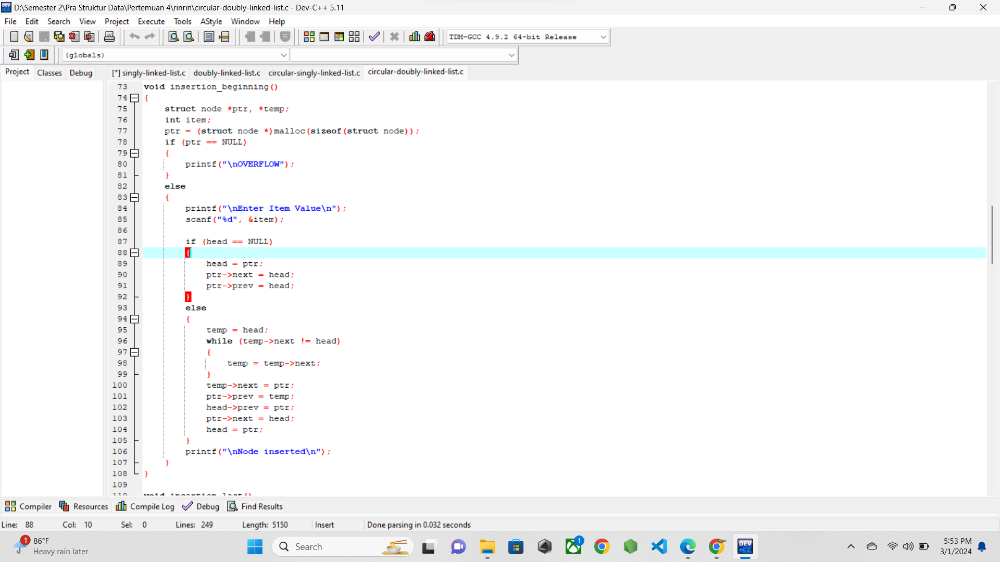 D:\Semester 2\Pra Struktur Data\Pertemuan 4\rinrin\circular-doubly-linked-list.c - Dev-C++ 5.11
File Edit Search View Project Execute Tools AStyle Window Help
TDM-GCC 4.9.2 64-bit Release
(globals)
Project Classes Debug [*] singly-linked-list.c doubly-linked-list.c circular-singly-linked-list.c circular-doubly-linked-list.c
73 void insertion_beginning()
74 {
75 struct node *ptr, *temp;
76 int item;
77 ptr = (struct node *)malloc(sizeof(struct node));
78 if (ptr == NULL)
79 {
80 printf("\nOVERFLOW");
81 }
82 else
83 {
84 printf("\nEnter Item Value\n");
85 scanf("%d", &item);
86
87 if (head == NULL)
88 {
89 head = ptr;
90 ptr->next = head;
91 ptr->prev = head;
92 }
93 else
94 {
95 temp = head;
96 while (temp->next != head)
97 {
98 temp = temp->next;
99 }
100 temp->next = ptr;
101 ptr->prev = temp;
102 head->prev = ptr;
103 ptr->next = head;
104 head = ptr;
105 }
106 printf("\nNode inserted\n");
107 }
108 }
109
110 void insertion_last()
Compiler Resources Compile Log Debug Find Results
Line: 88 Col: 10 Sel: 0 Lines: 249 Length: 5150 Insert Done parsing in 0.032 seconds
1 86°F
Heavy rain later
Search
1
DEV C++
5:53 PM
3/1/2024